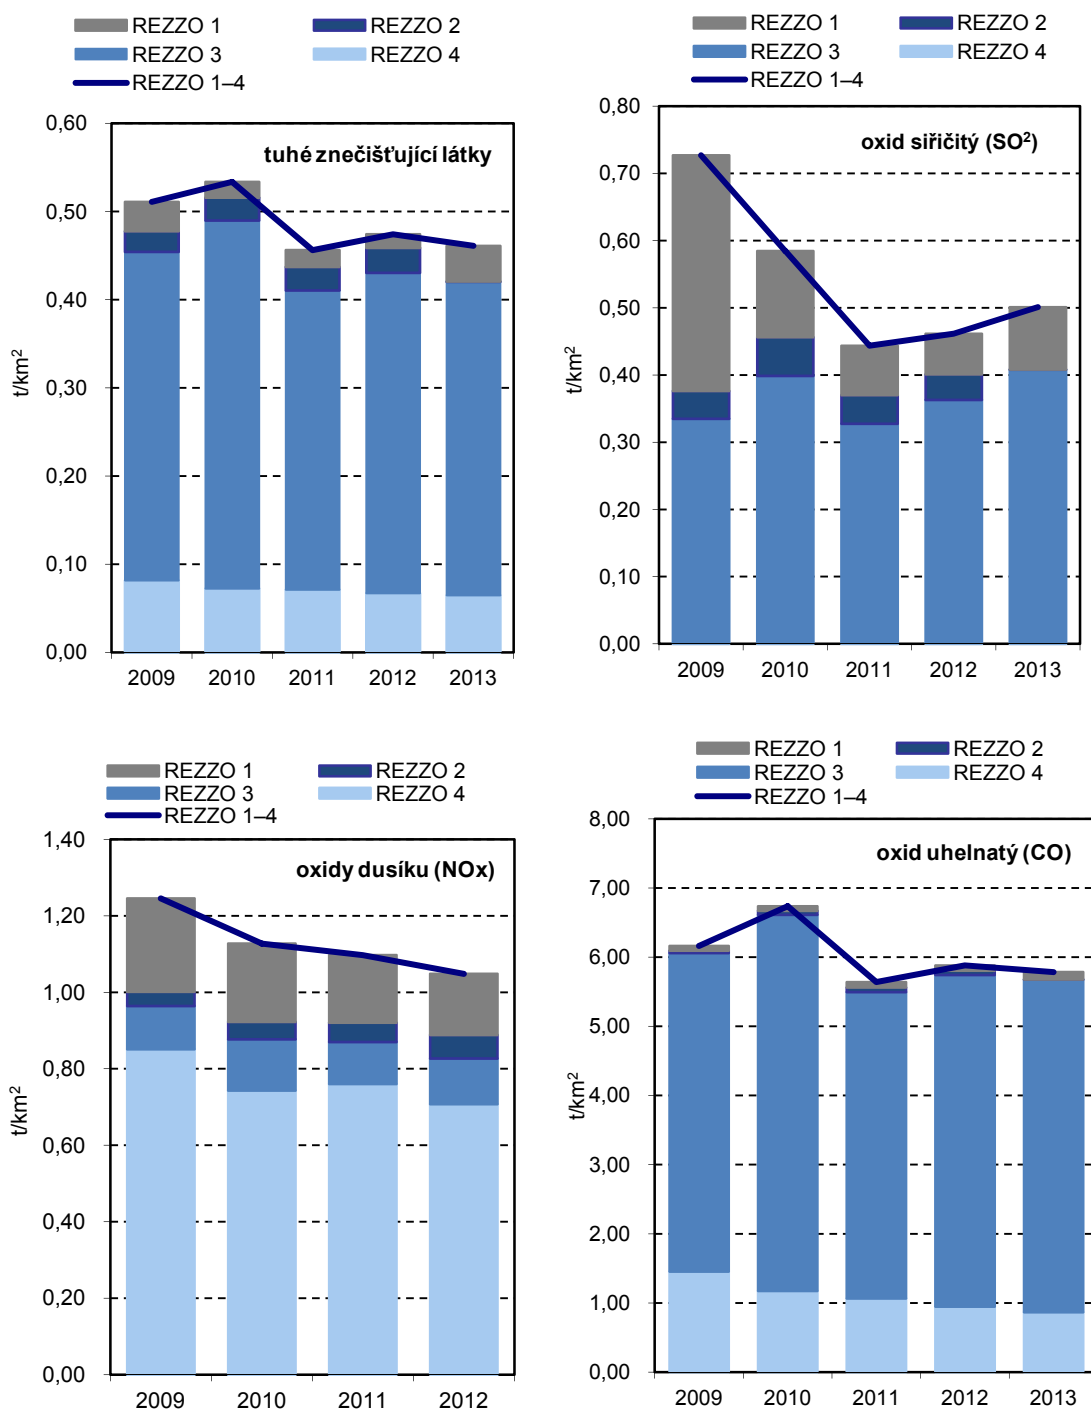 REZZO 1 REZZO 2
REZZO 3 REZZO 4
REZZO 1–4
tuhé znečišťující látky
t/km²
0,60
0,50
0,40
0,30
0,20
0,10
0,00
2009 2010 2011 2012 2013
REZZO 1 REZZO 2
REZZO 3 REZZO 4
REZZO 1–4
oxid siřičitý (SO²)
t/km²
0,80
0,70
0,60
0,50
0,40
0,30
0,20
0,10
0,00
2009 2010 2011 2012 2013
REZZO 1 REZZO 2
REZZO 3 REZZO 4
REZZO 1–4
oxidy dusíku (NOx)
t/km²
1,40
1,20
1,00
0,80
0,60
0,40
0,20
0,00
2009 2010 2011 2012
REZZO 1 REZZO 2
REZZO 3 REZZO 4
REZZO 1–4
oxid uhelnatý (CO)
t/km²
8,00
7,00
6,00
5,00
4,00
3,00
2,00
1,00
0,00
2009 2010 2011 2012 2013